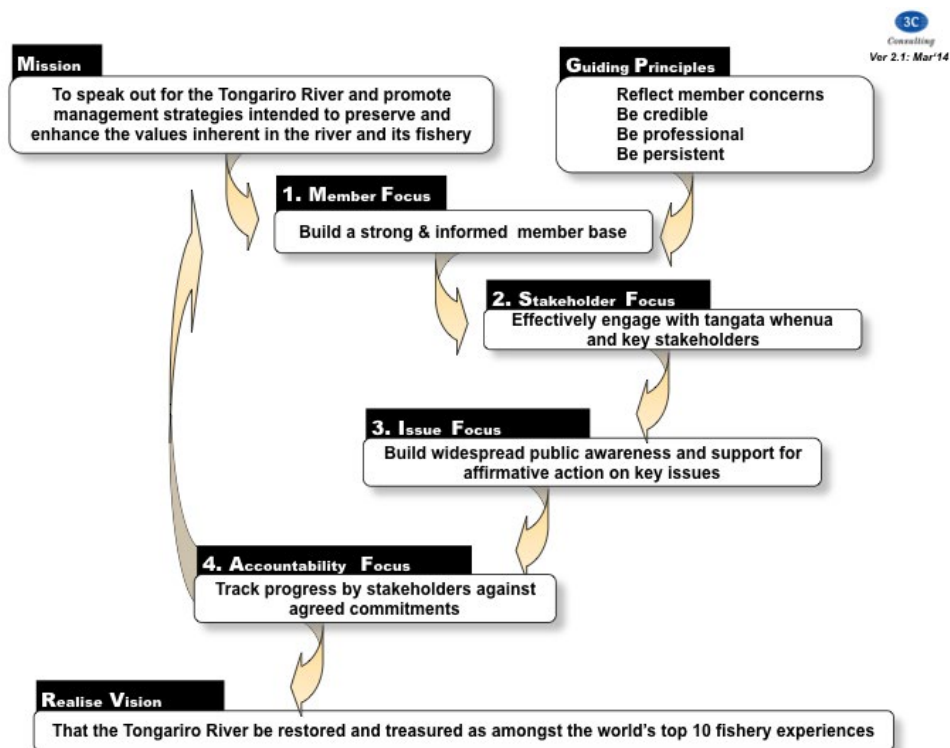 3C
Consulting
Ver 2.1: Mar'14
Mission
To speak out for the Tongariro River and promote
management strategies intended to preserve and
enhance the values inherent in the river and its fishery
Guiding Principles
Reflect member concerns
Be credible
Be professional
Be persistent
1. Member Focus
Build a strong & informed member base
2. Stakeholder Focus
Effectively engage with tangata whenua
and key stakeholders
3. Issue Focus
Build widespread public awareness and support for
affirmative action on key issues
4. Accountability Focus
Track progress by stakeholders against
agreed commitments
Realise Vision
That the Tongariro River be restored and treasured as amongst the world's top 10 fishery experiences